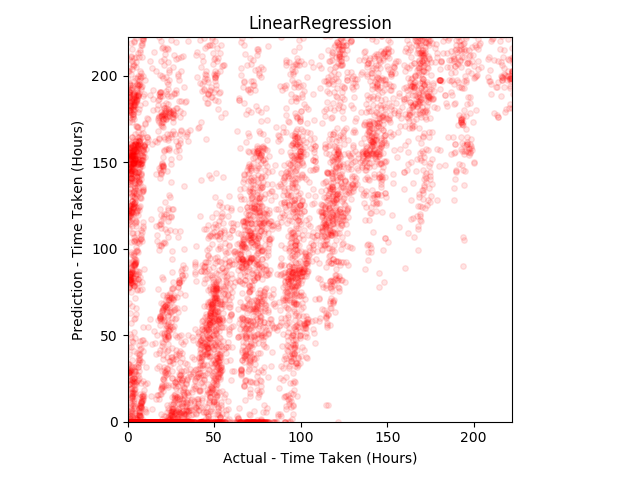 LinearRegression
Prediction - Time Taken (Hours)
200
150
100
50
0
0 50 100 150 200
Actual - Time Taken (Hours)